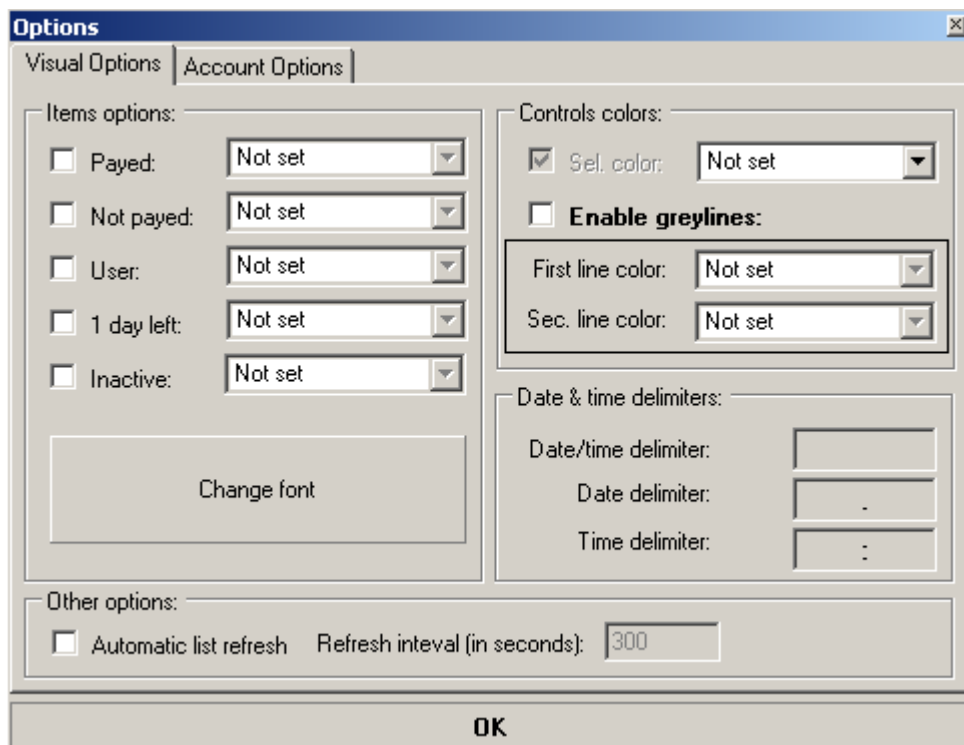 Options
Visual Options
Account Options
Items options:
Payed:
Not set
Not payed:
Not set
User:
Not set
1 day left:
Not set
Inactive:
Not set
Change font
Controls colors:
Sel. color:
Not set
Enable greylines:
First line color:
Not set
Sec. line color:
Not set
Date & time delimiters:
Date/time delimiter:
Date delimiter:
.
Time delimiter:
:
Other options:
Automatic list refresh
Refresh inteval (in seconds):
300
OK